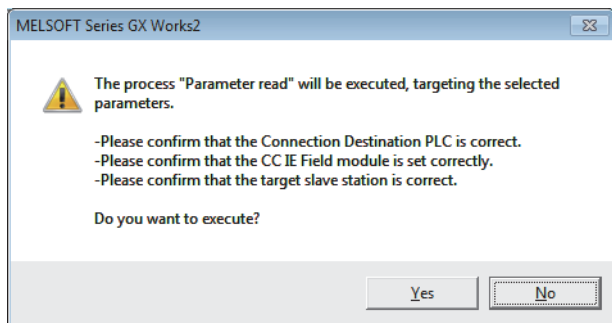 MELSOFT Series GX Works2
The process "Parameter read" will be executed, targeting the selected
parameters.
-Please confirm that the Connection Destination PLC is correct.
-Please confirm that the CC IE Field module is set correctly.
-Please confirm that the target slave station is correct.
Do you want to execute?
Yes
No